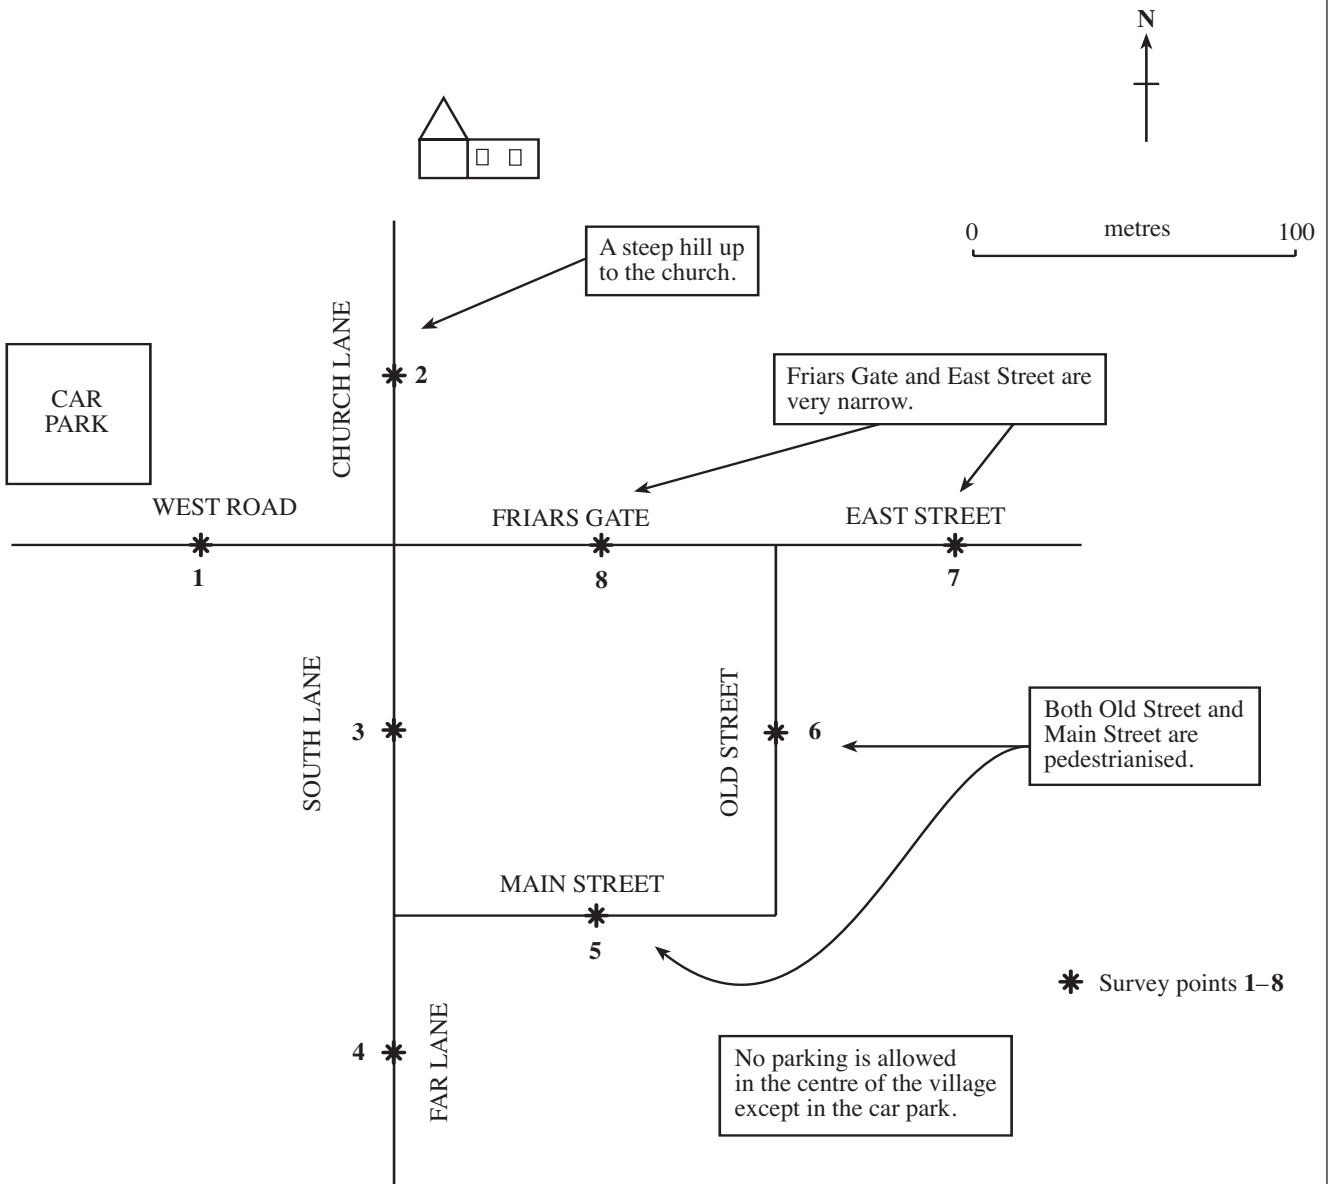 N
0 metres 100
A steep hill up
to the church.
CHURCH LANE
2
CAR
PARK
Friars Gate and East Street are
very narrow.
WEST ROAD
FRIARS GATE
EAST STREET
1
8
7
SOUTH LANE
3
OLD STREET
6
Both Old Street and
Main Street are
pedestrianised.
MAIN STREET
5
Survey points 1–8
4
FAR LANE
No parking is allowed
in the centre of the village
except in the car park.